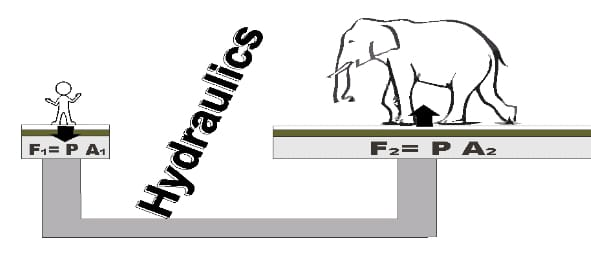 Hydraulics
F₁= P A₁
F₂= P A₂